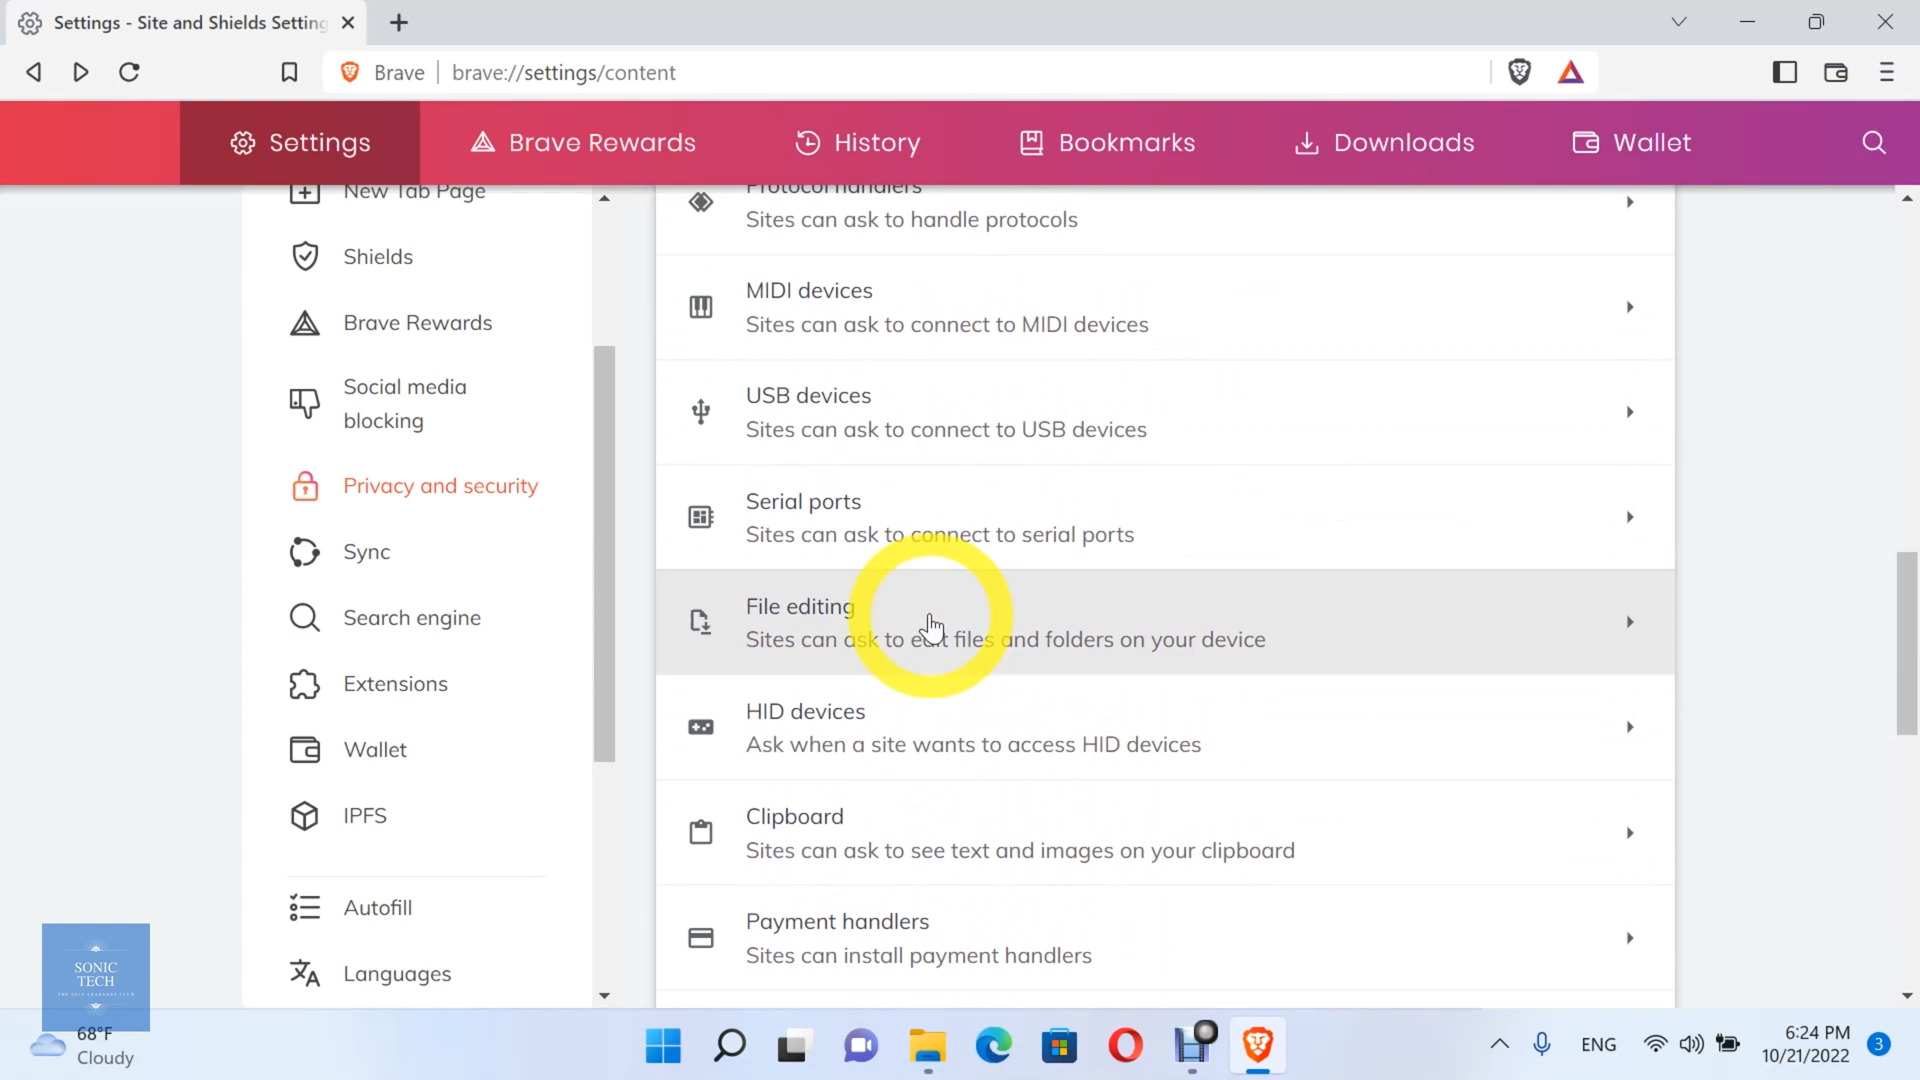 Settings - Site and Shields Setting
Brave
brave://settings/content
Settings
Brave Rewards
History
Bookmarks
Downloads
Wallet
New Tab Page
Shields
Brave Rewards
Social media
blocking
Privacy and security
Sync
Search engine
Extensions
Wallet
IPFS
Autofill
Languages
Protocol handlers
Sites can ask to handle protocols
MIDI devices
Sites can ask to connect to MIDI devices
USB devices
Sites can ask to connect to USB devices
Serial ports
Sites can ask to connect to serial ports
File editing
Sites can ask to edit files and folders on your device
HID devices
Ask when a site wants to access HID devices
Clipboard
Sites can ask to see text and images on your clipboard
Payment handlers
Sites can install payment handlers
SONIC
TECH
THE SELF-LEARNERS CLUB
68°F
Cloudy
ENG
6:24 PM
10/21/2022
3